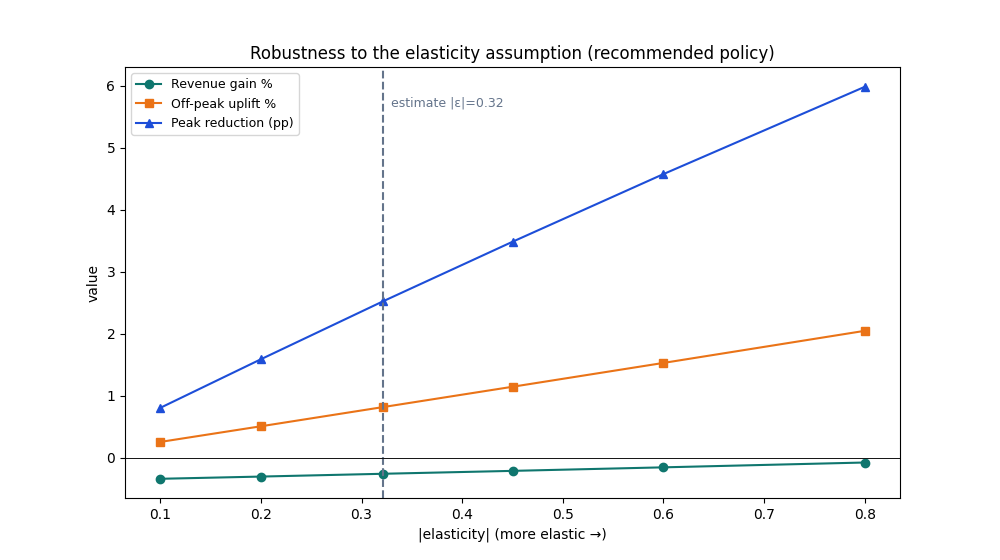 Robustness to the elasticity assumption (recommended policy)
Revenue gain %
Off-peak uplift %
Peak reduction (pp)
estimate |ε|=0.32
value
6
5
4
3
2
1
0
0.1 0.2 0.3 0.4 0.5 0.6 0.7 0.8
|elasticity| (more elastic →)